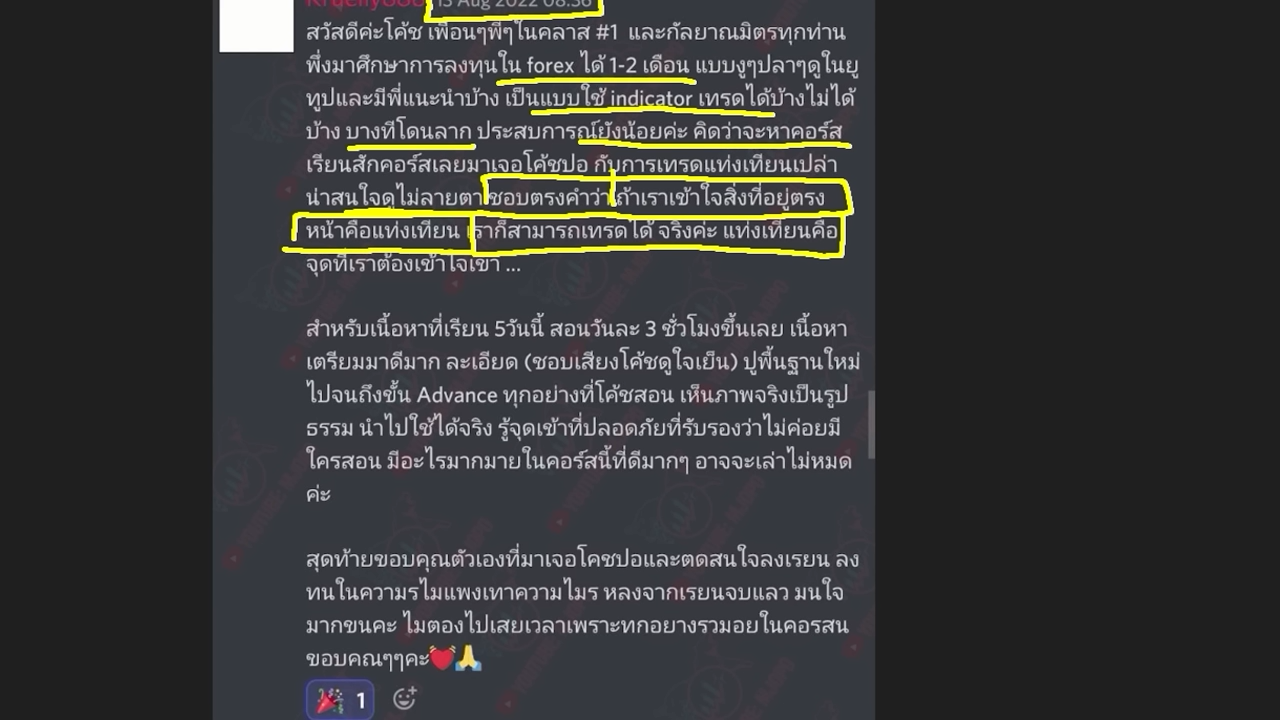 13 Aug 2022 08:36
สวัสดีค่ะโค้ช เพื่อนๆพี่ๆในคลาส #1 และกัลยาณมิตรทุกท่าน
พึ่งมาศึกษาการลงทุนใน forex ได้ 1-2 เดือน แบบงูๆปลาๆดูในยู
ทูปและมีพี่แนะนำบ้าง เป็นแบบใช้ indicator เทรดได้บ้างไม่ได้
บ้าง บางทีโดนลาก ประสบการณ์ยังน้อยค่ะ คิดว่าจะหาคอร์ส
เรียนสักคอร์สเลยมาเจอโค้ชปอ กับการเทรดแท่งเทียนเปล่า
น่าสนใจดูไม่ลายตา ชอบตรงคำว่า ถ้าเราเข้าใจสิ่งที่อยู่ตรง
หน้าคือแท่งเทียน เราก็สามารถเทรดได้ จริงค่ะ แท่งเทียนคือ
จุดที่เราต้องเข้าใจเขา ...
สำหรับเนื้อหาที่เรียน 5วันนี้ สอนวันละ 3 ชั่วโมงขึ้นเลย เนื้อหา
เตรียมมาดีมาก ละเอียด (ชอบเสียงโค้ชดูใจเย็น) ปูพื้นฐานใหม่
ไปจนถึงขั้น Advance ทุกอย่างที่โค้ชสอน เห็นภาพจริงเป็นรูป
ธรรม นำไปใช้ได้จริง รู้จุดเข้าที่ปลอดภัยที่รับรองว่าไม่ค่อยมี
ใครสอน มีอะไรมากมายในคอร์สนี้ที่ดีมากๆ อาจจะเล่าไม่หมด
ค่ะ
สุดท้ายขอบคุณตัวเองที่มาเจอโคชปอและตดสนใจลงเรยน ลง
ทนในความรไมแพงเทาความไมร หลงจากเรยนจบแลว มนใจ
มากขนคะ ไมตองไปเสยเวลาเพราะทกอยางรวมอยในคอรสน
ขอบคณๆๆคะ💓🙏
1